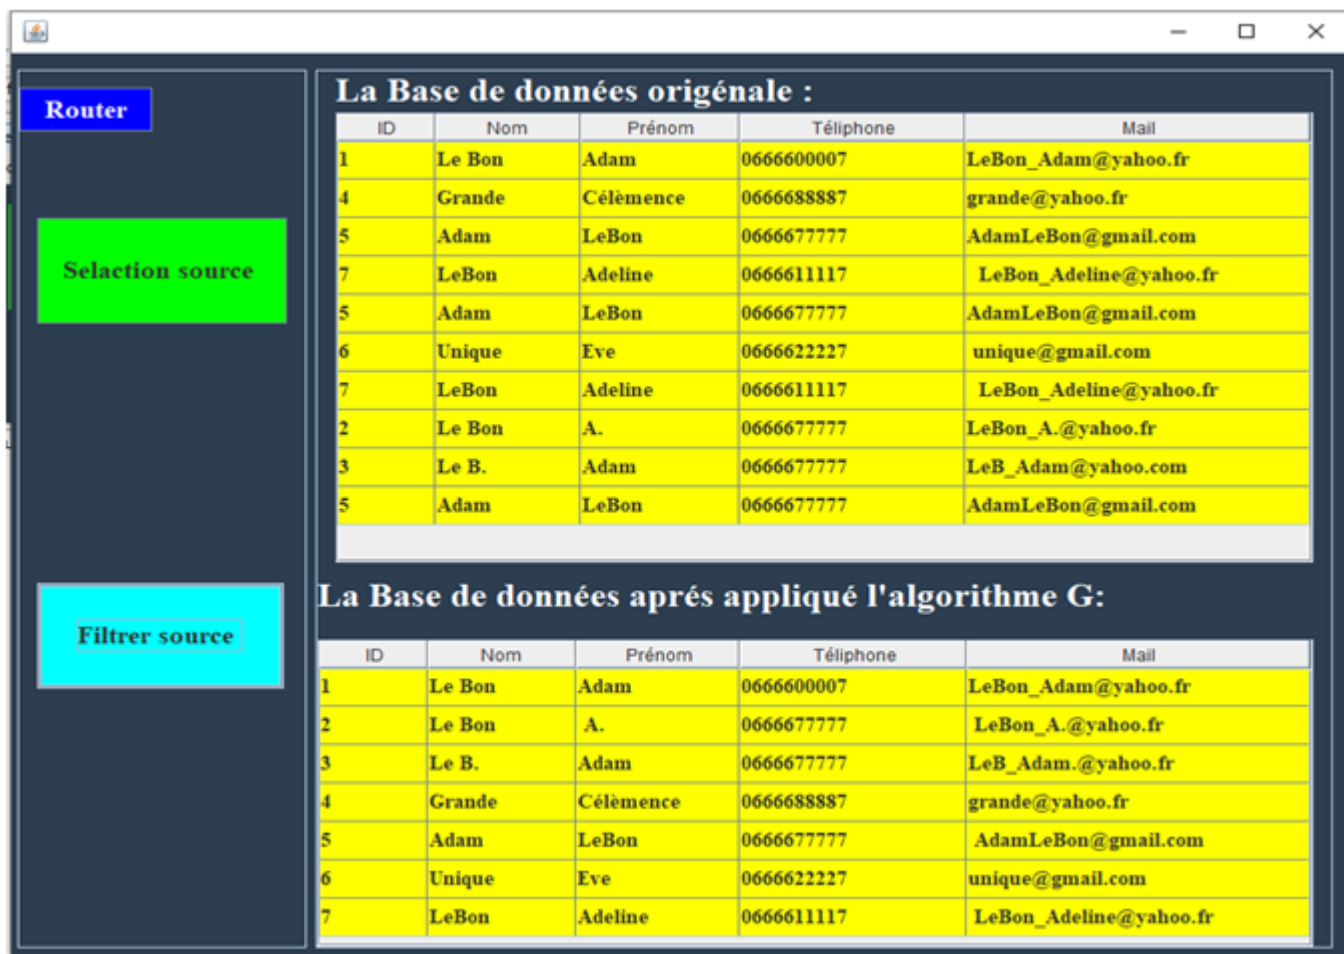 Router
Selaction source
Filtrer source
La Base de données origénale :
ID Nom Prénom Téliphone Mail
1 Le Bon Adam 0666600007 LeBon_Adam@yahoo.fr
4 Grande Célèmence 0666688887 grande@yahoo.fr
5 Adam LeBon 0666677777 AdamLeBon@gmail.com
7 LeBon Adeline 0666611117 LeBon_Adeline@yahoo.fr
5 Adam LeBon 0666677777 AdamLeBon@gmail.com
6 Unique Eve 0666622227 unique@gmail.com
7 LeBon Adeline 0666611117 LeBon_Adeline@yahoo.fr
2 Le Bon A. 0666677777 LeBon_A.@yahoo.fr
3 Le B. Adam 0666677777 LeB_Adam@yahoo.com
5 Adam LeBon 0666677777 AdamLeBon@gmail.com
La Base de données aprés appliqué l'algorithme G:
ID Nom Prénom Téliphone Mail
1 Le Bon Adam 0666600007 LeBon_Adam@yahoo.fr
2 Le Bon A. 0666677777 LeBon_A.@yahoo.fr
3 Le B. Adam 0666677777 LeB_Adam.@yahoo.fr
4 Grande Célèmence 0666688887 grande@yahoo.fr
5 Adam LeBon 0666677777 AdamLeBon@gmail.com
6 Unique Eve 0666622227 unique@gmail.com
7 LeBon Adeline 0666611117 LeBon_Adeline@yahoo.fr